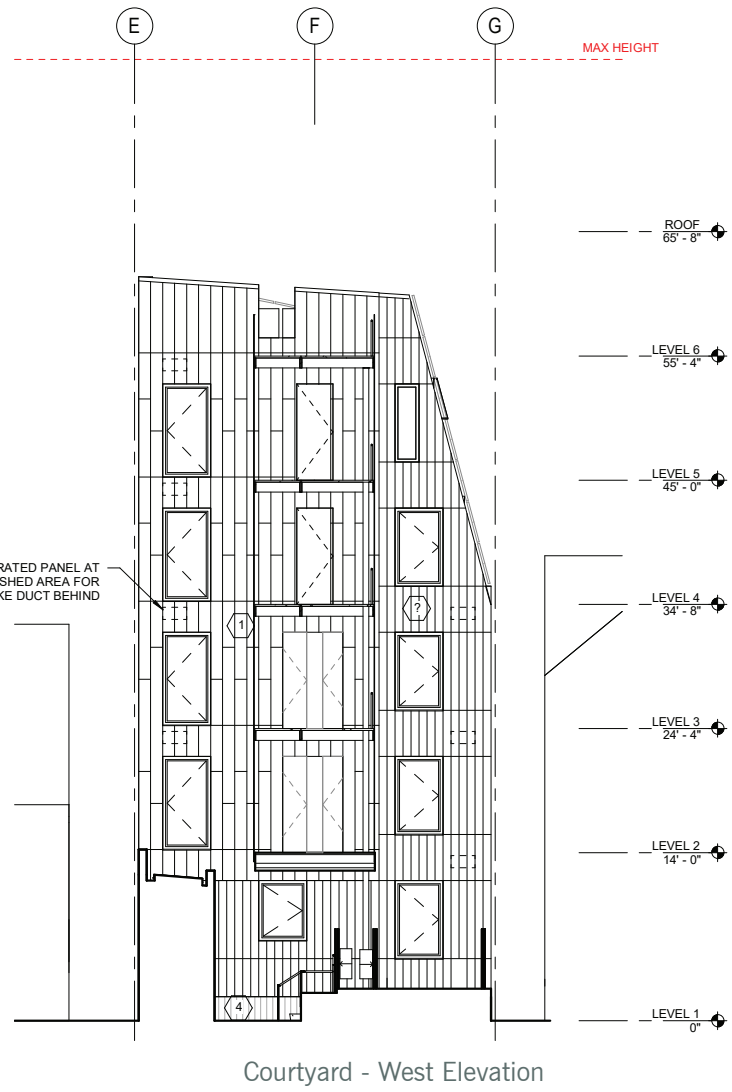 E
F
G
MAX HEIGHT
ROOF
65' - 8"
LEVEL 6
55' - 4"
LEVEL 5
45' - 0"
RATED PANEL AT
SHED AREA FOR
KE DUCT BEHIND
LEVEL 4
34' - 8"
1
?
LEVEL 3
24' - 4"
LEVEL 2
14' - 0"
4
LEVEL 1
0"
Courtyard - West Elevation